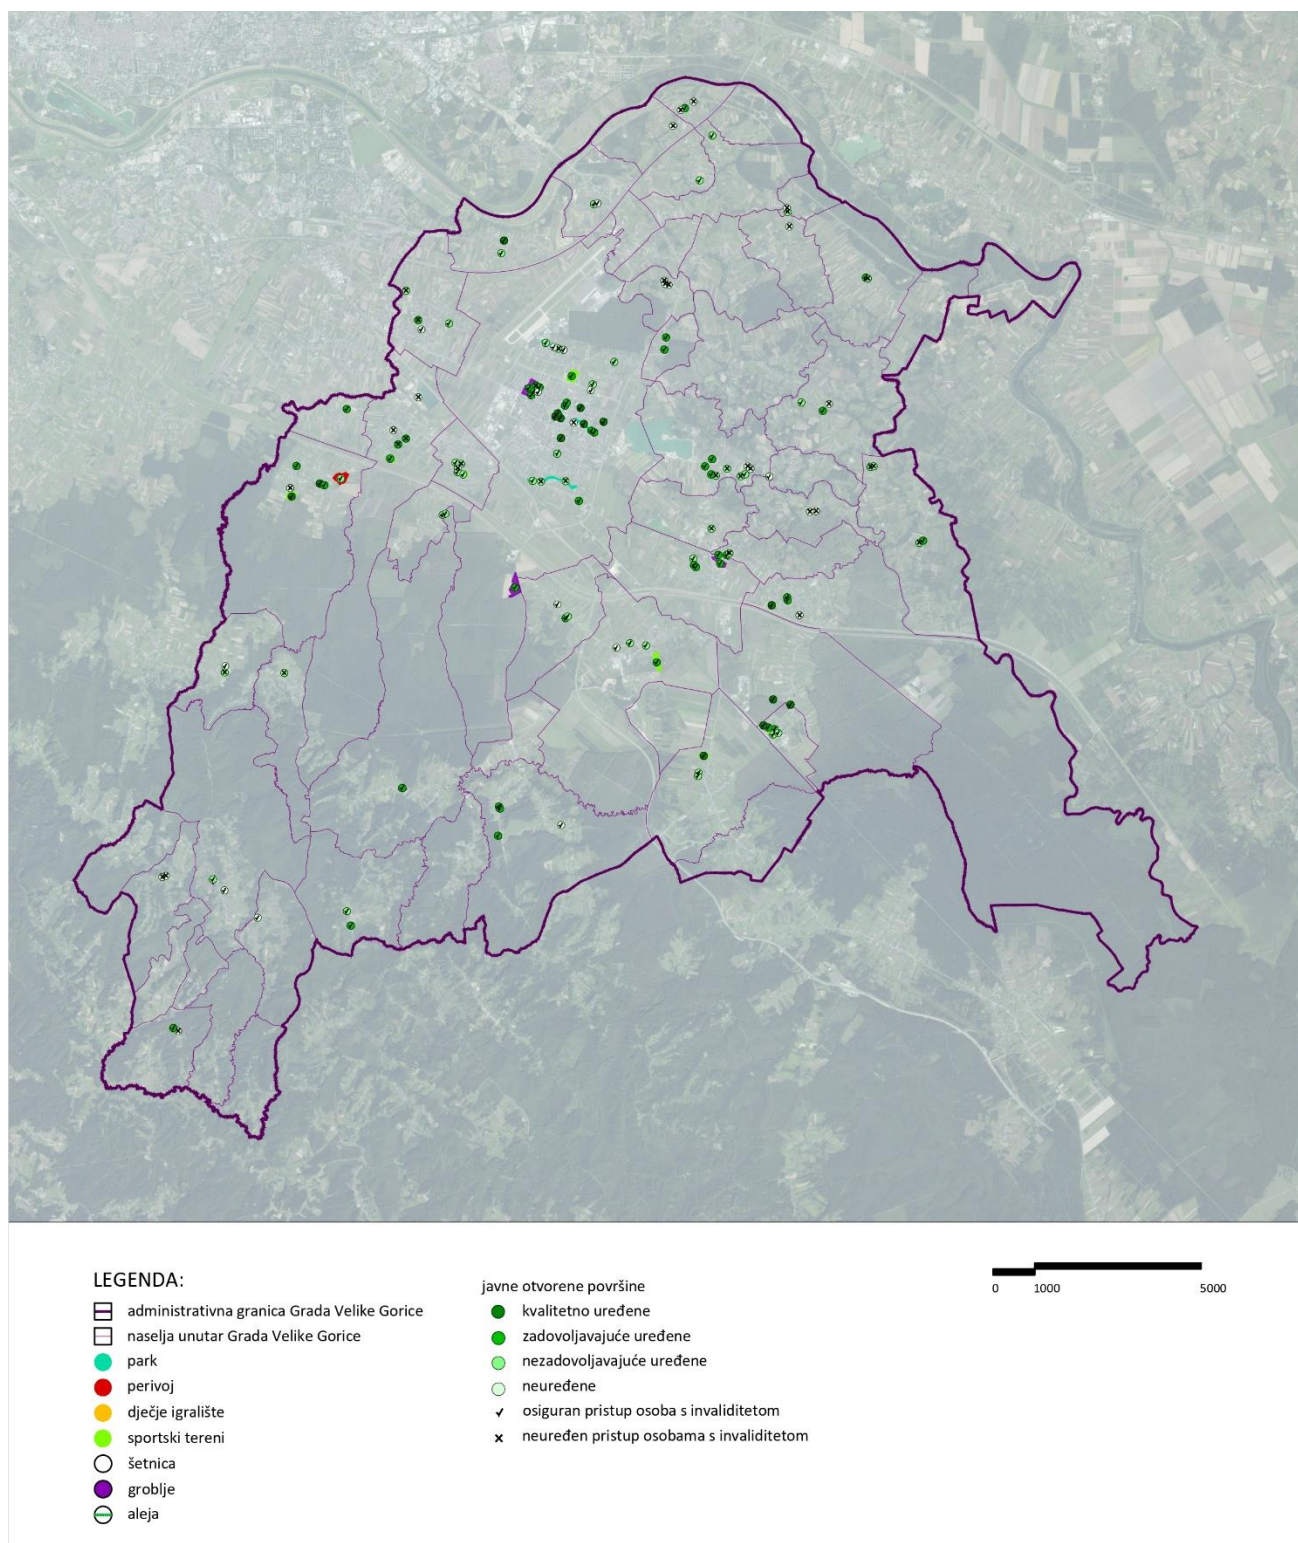 LEGENDA:
administrativna granica Grada Velike Gorice
naselja unutar Grada Velike Gorice
park
perivoj
dječje igralište
sportski tereni
šetnica
groblje
aleja
javne otvorene površine
kvalitetno uređene
zadovoljavajuće uređene
nezadovoljavajuće uređene
neuređene
osiguran pristup osoba s invaliditetom
neuređen pristup osobama s invaliditetom
0 1000 5000